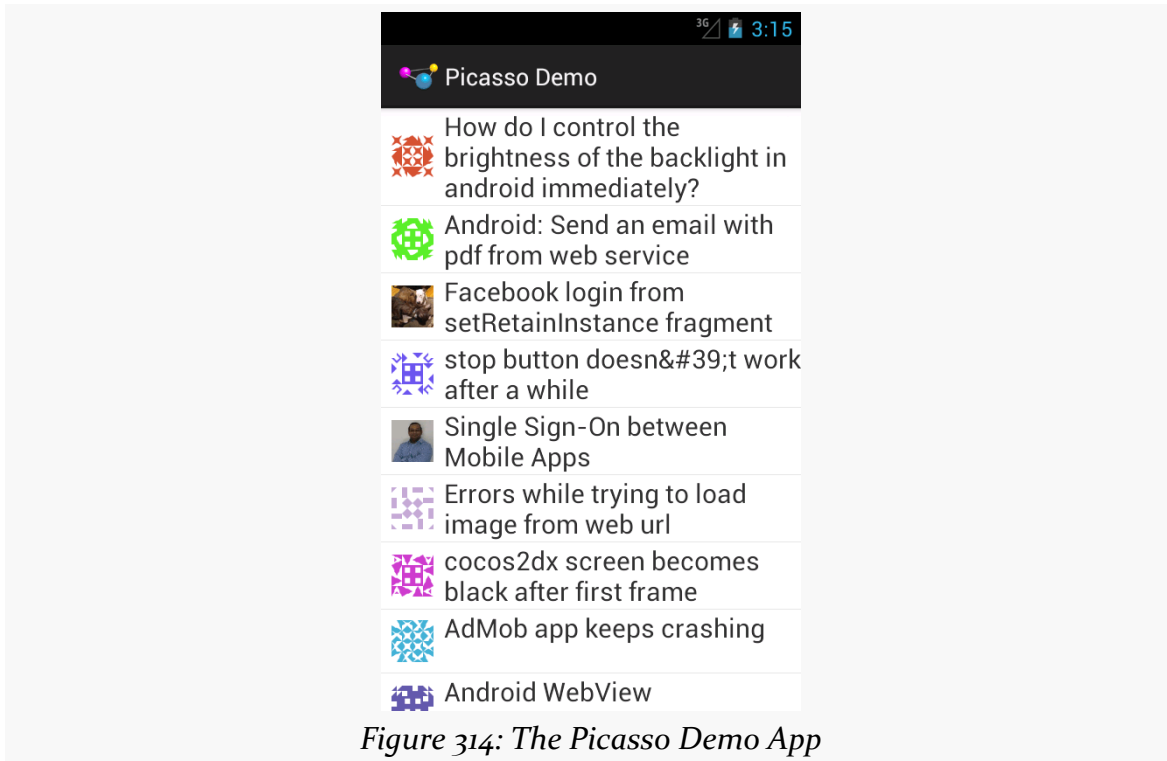 3G 3:15
Picasso Demo
How do I control the
brightness of the backlight in
android immediately?
Android: Send an email with
pdf from web service
Facebook login from
setRetainInstance fragment
stop button doesn&#39;t work
after a while
Single Sign-On between
Mobile Apps
Errors while trying to load
image from web url
cocos2dx screen becomes
black after first frame
AdMob app keeps crashing
Android WebView
Figure 314: The Picasso Demo App